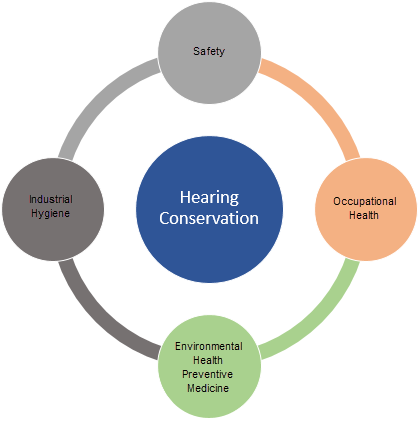 Safety
Industrial
Hygiene
Hearing
Conservation
Occupational
Health
Environmental
Health
Preventive
Medicine